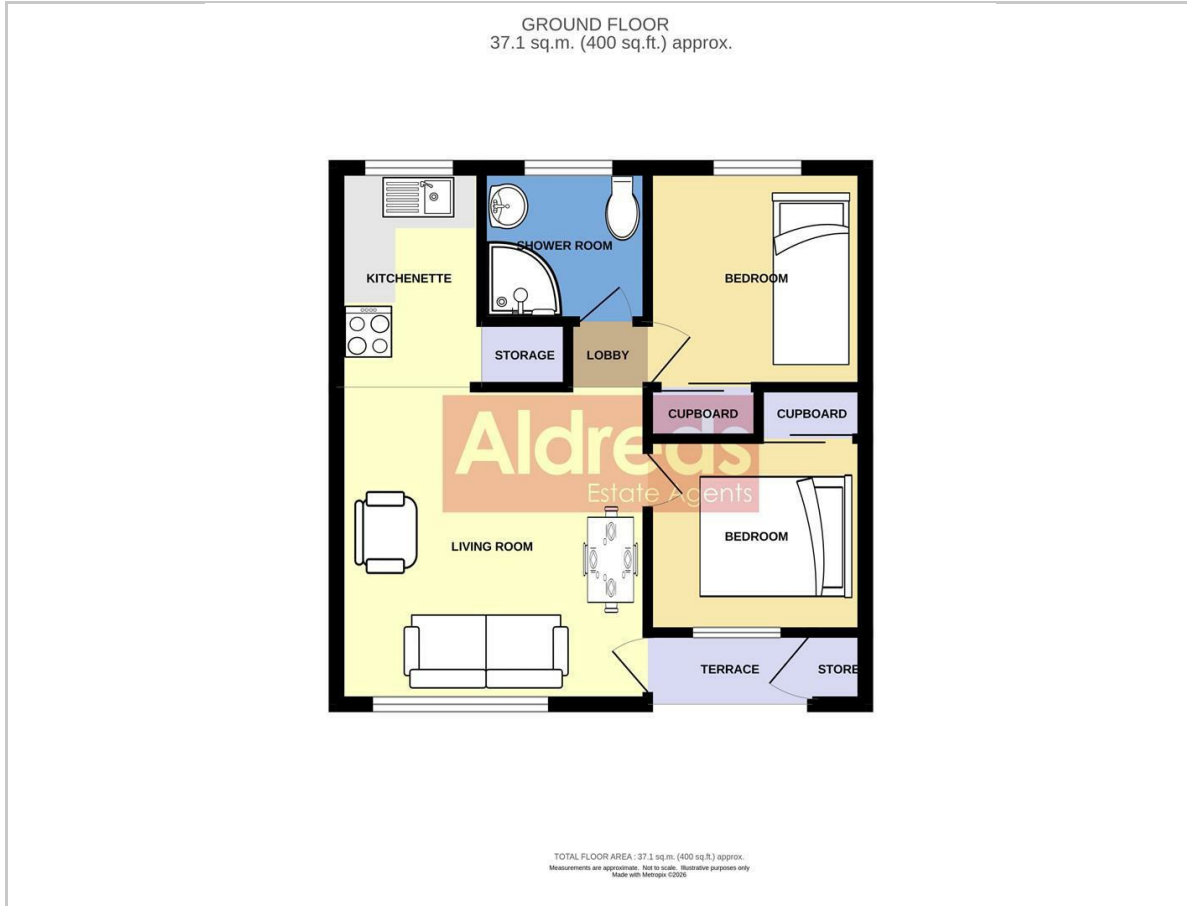 GROUND FLOOR
37.1 sq.m. (400 sq.ft.) approx.
SHOWER ROOM
KITCHENETTE
BEDROOM
STORAGE
LOBBY
CUPBOARD
CUPBOARD
Aldreds
Estate Agents
BEDROOM
LIVING ROOM
TERRACE
STORE
TOTAL FLOOR AREA : 37.1 sq.m. (400 sq.ft.) approx.
Measurements are approximate. Not to scale. Illustrative purposes only
Made with Metropix ©2026